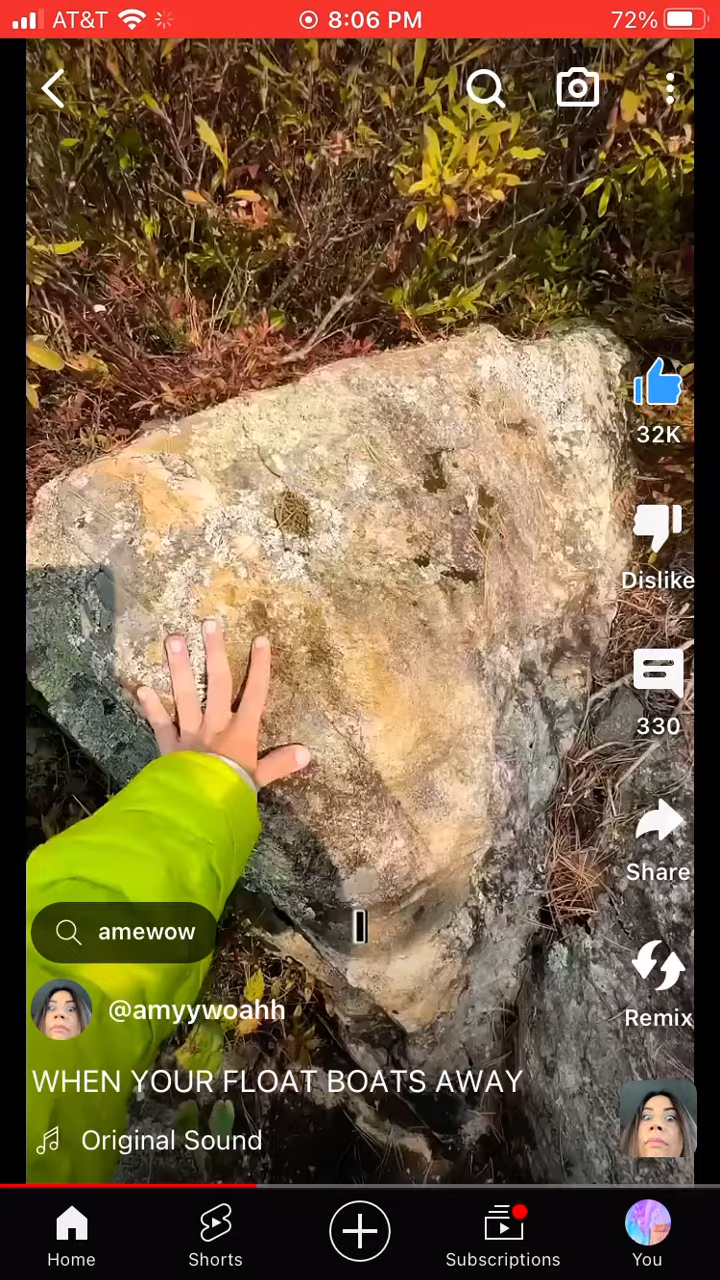 AT&T
8:06 PM
72%
32K
Dislike
330
Share
Remix
I
amewow
@amyywoahh
WHEN YOUR FLOAT BOATS AWAY
Original Sound
Home
Shorts
Subscriptions
You